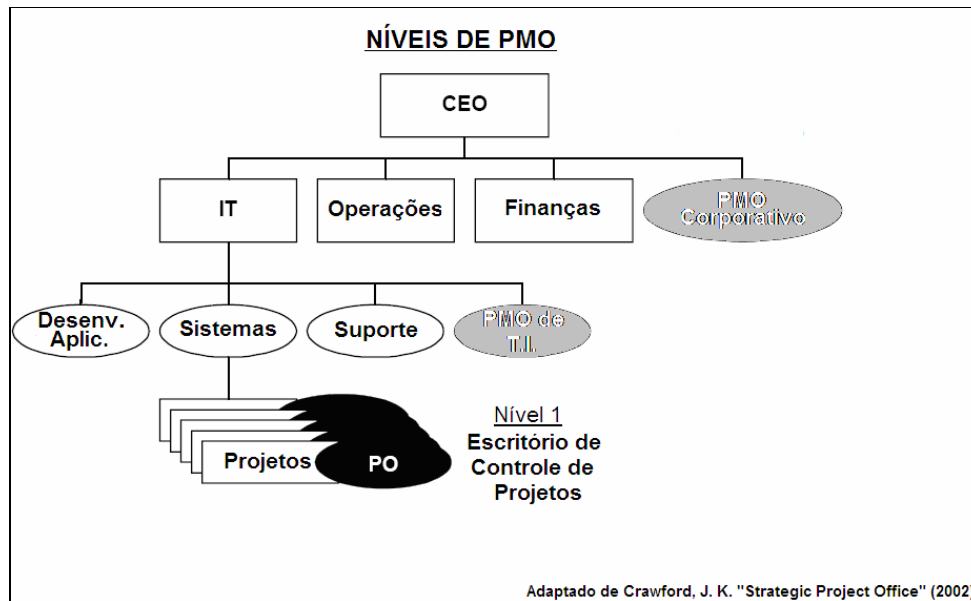 NÍVEIS DE PMO
CEO
IT
Operações
Finanças
PMO
Corporativo
Desenv.
Aplic.
Sistemas
Suporte
PMO de
T.I.
Projetos
PO
Nível 1
Escritório de
Controle de
Projetos
Adaptado de Crawford, J. K. "Strategic Project Office" (2002)